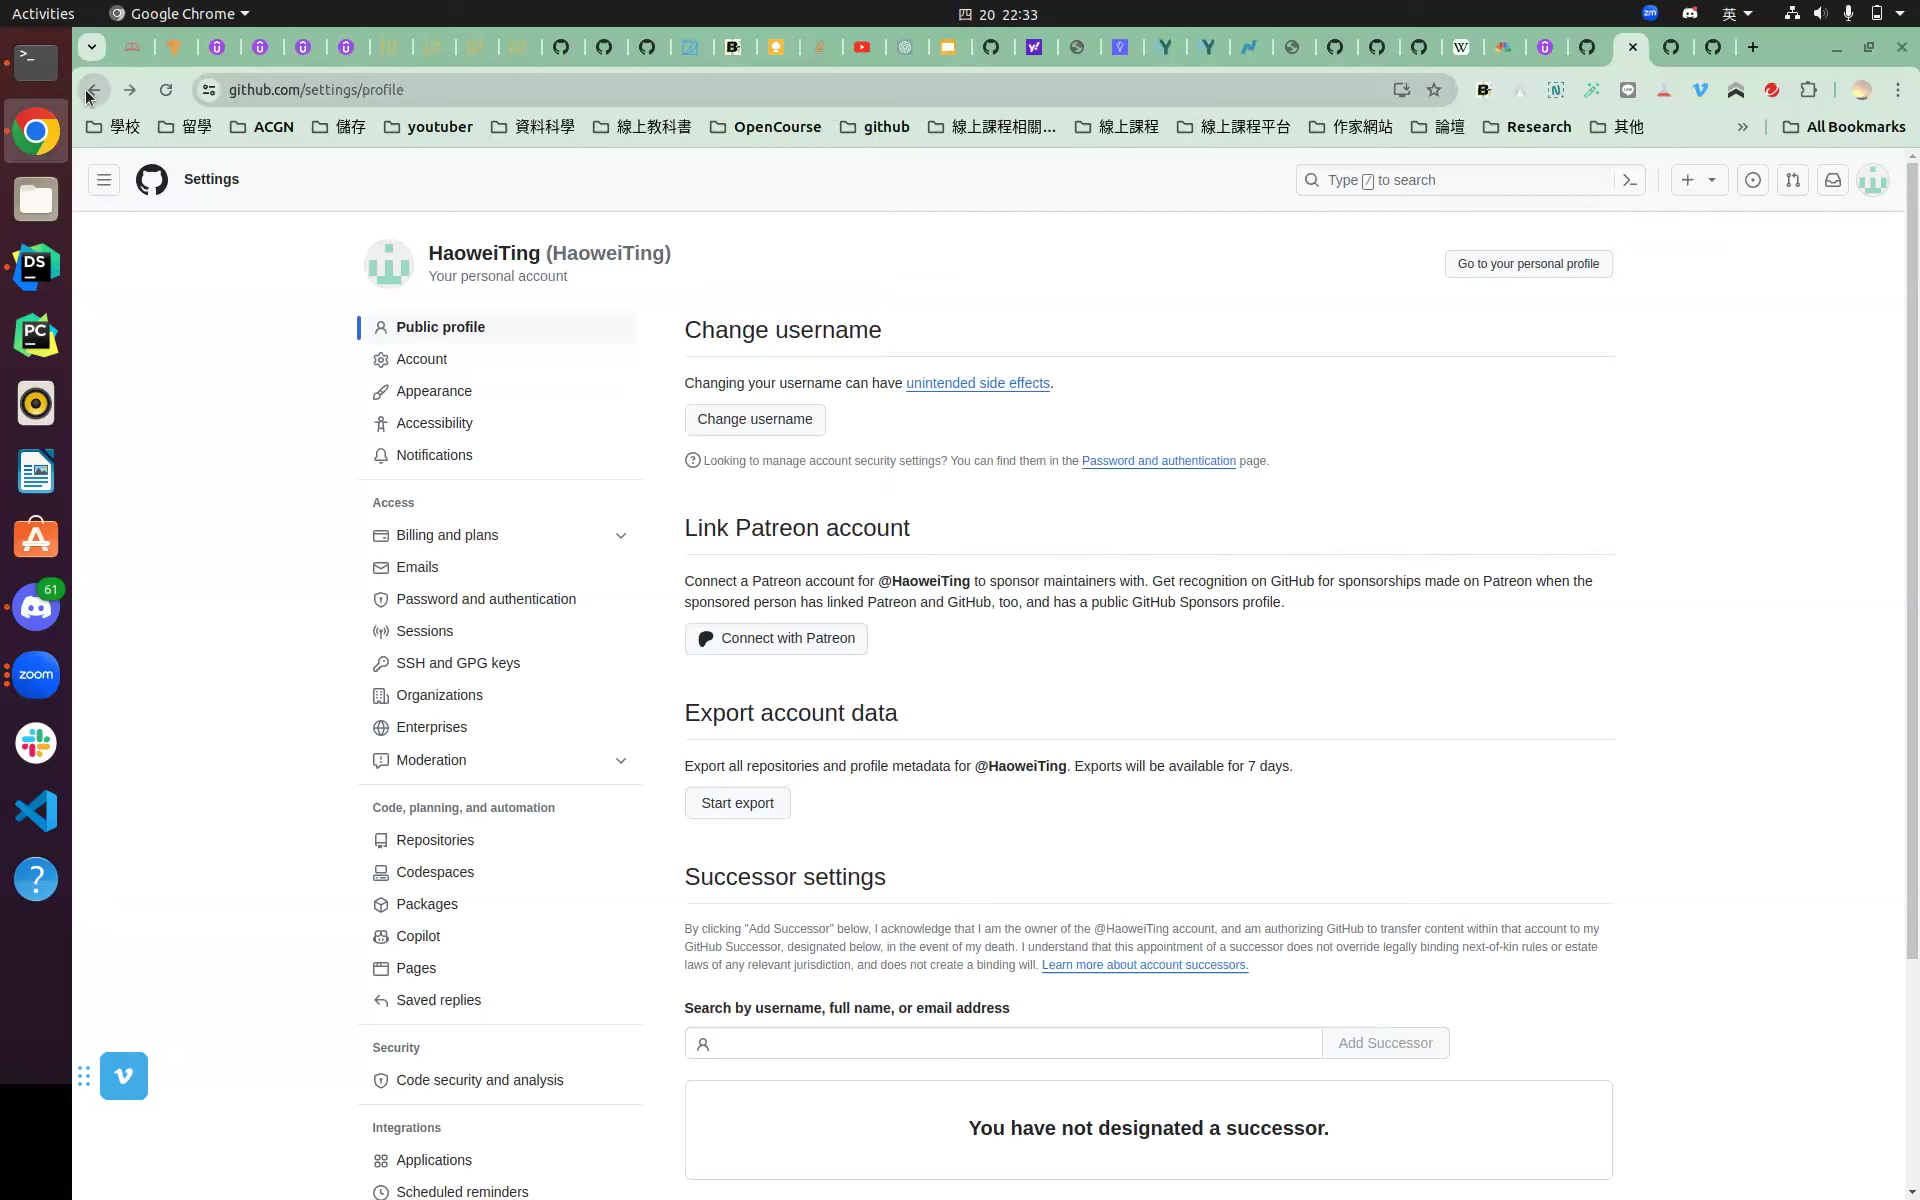 Activities
Google Chrome
四 20 22:33
zm
英
github.com/settings/profile
學校
留學
ACGN
儲存
youtuber
資料科學
線上教科書
OpenCourse
github
線上課程相關...
線上課程
線上課程平台
作家網站
論壇
Research
其他
»
All Bookmarks
Settings
Type / to search
HaoweiTing (HaoweiTing)
Your personal account
Go to your personal profile
Public profile
Account
Appearance
Accessibility
Notifications
Access
Billing and plans
Emails
Password and authentication
Sessions
SSH and GPG keys
Organizations
Enterprises
Moderation
Code, planning, and automation
Repositories
Codespaces
Packages
Copilot
Pages
Saved replies
Security
Code security and analysis
Integrations
Applications
Scheduled reminders
Change username
Changing your username can have unintended side effects.
Change username
Looking to manage account security settings? You can find them in the Password and authentication page.
Link Patreon account
Connect a Patreon account for @HaoweiTing to sponsor maintainers with. Get recognition on GitHub for sponsorships made on Patreon when the
sponsored person has linked Patreon and GitHub, too, and has a public GitHub Sponsors profile.
Connect with Patreon
Export account data
Export all repositories and profile metadata for @HaoweiTing. Exports will be available for 7 days.
Start export
Successor settings
By clicking "Add Successor" below, I acknowledge that I am the owner of the @HaoweiTing account, and am authorizing GitHub to transfer content within that account to my
GitHub Successor, designated below, in the event of my death. I understand that this appointment of a successor does not override legally binding next-of-kin rules or estate
laws of any relevant jurisdiction, and does not create a binding will. Learn more about account successors.
Search by username, full name, or email address
Add Successor
You have not designated a successor.
DS
PC
61
zoom